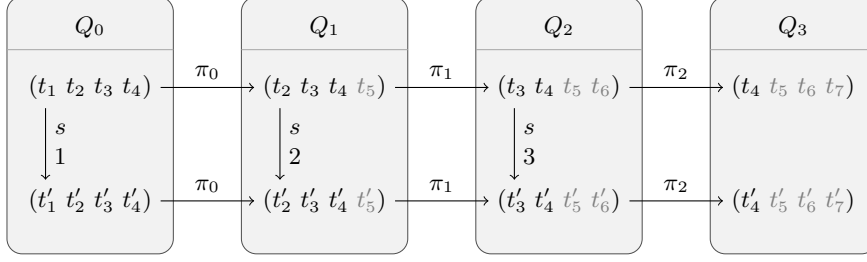 Q₀ Q₁ Q₂ Q₃
(t₁ t₂ t₃ t₄) π₀ (t₂ t₃ t₄ t₅) π₁ (t₃ t₄ t₅ t₆) π₂ (t₄ t₅ t₆ t₇)
s s s
1 2 3
(t′₁ t′₂ t′₃ t′₄) π₀ (t′₂ t′₃ t′₄ t′₅) π₁ (t′₃ t′₄ t′₅ t′₆) π₂ (t′₄ t′₅ t′₆ t′₇)